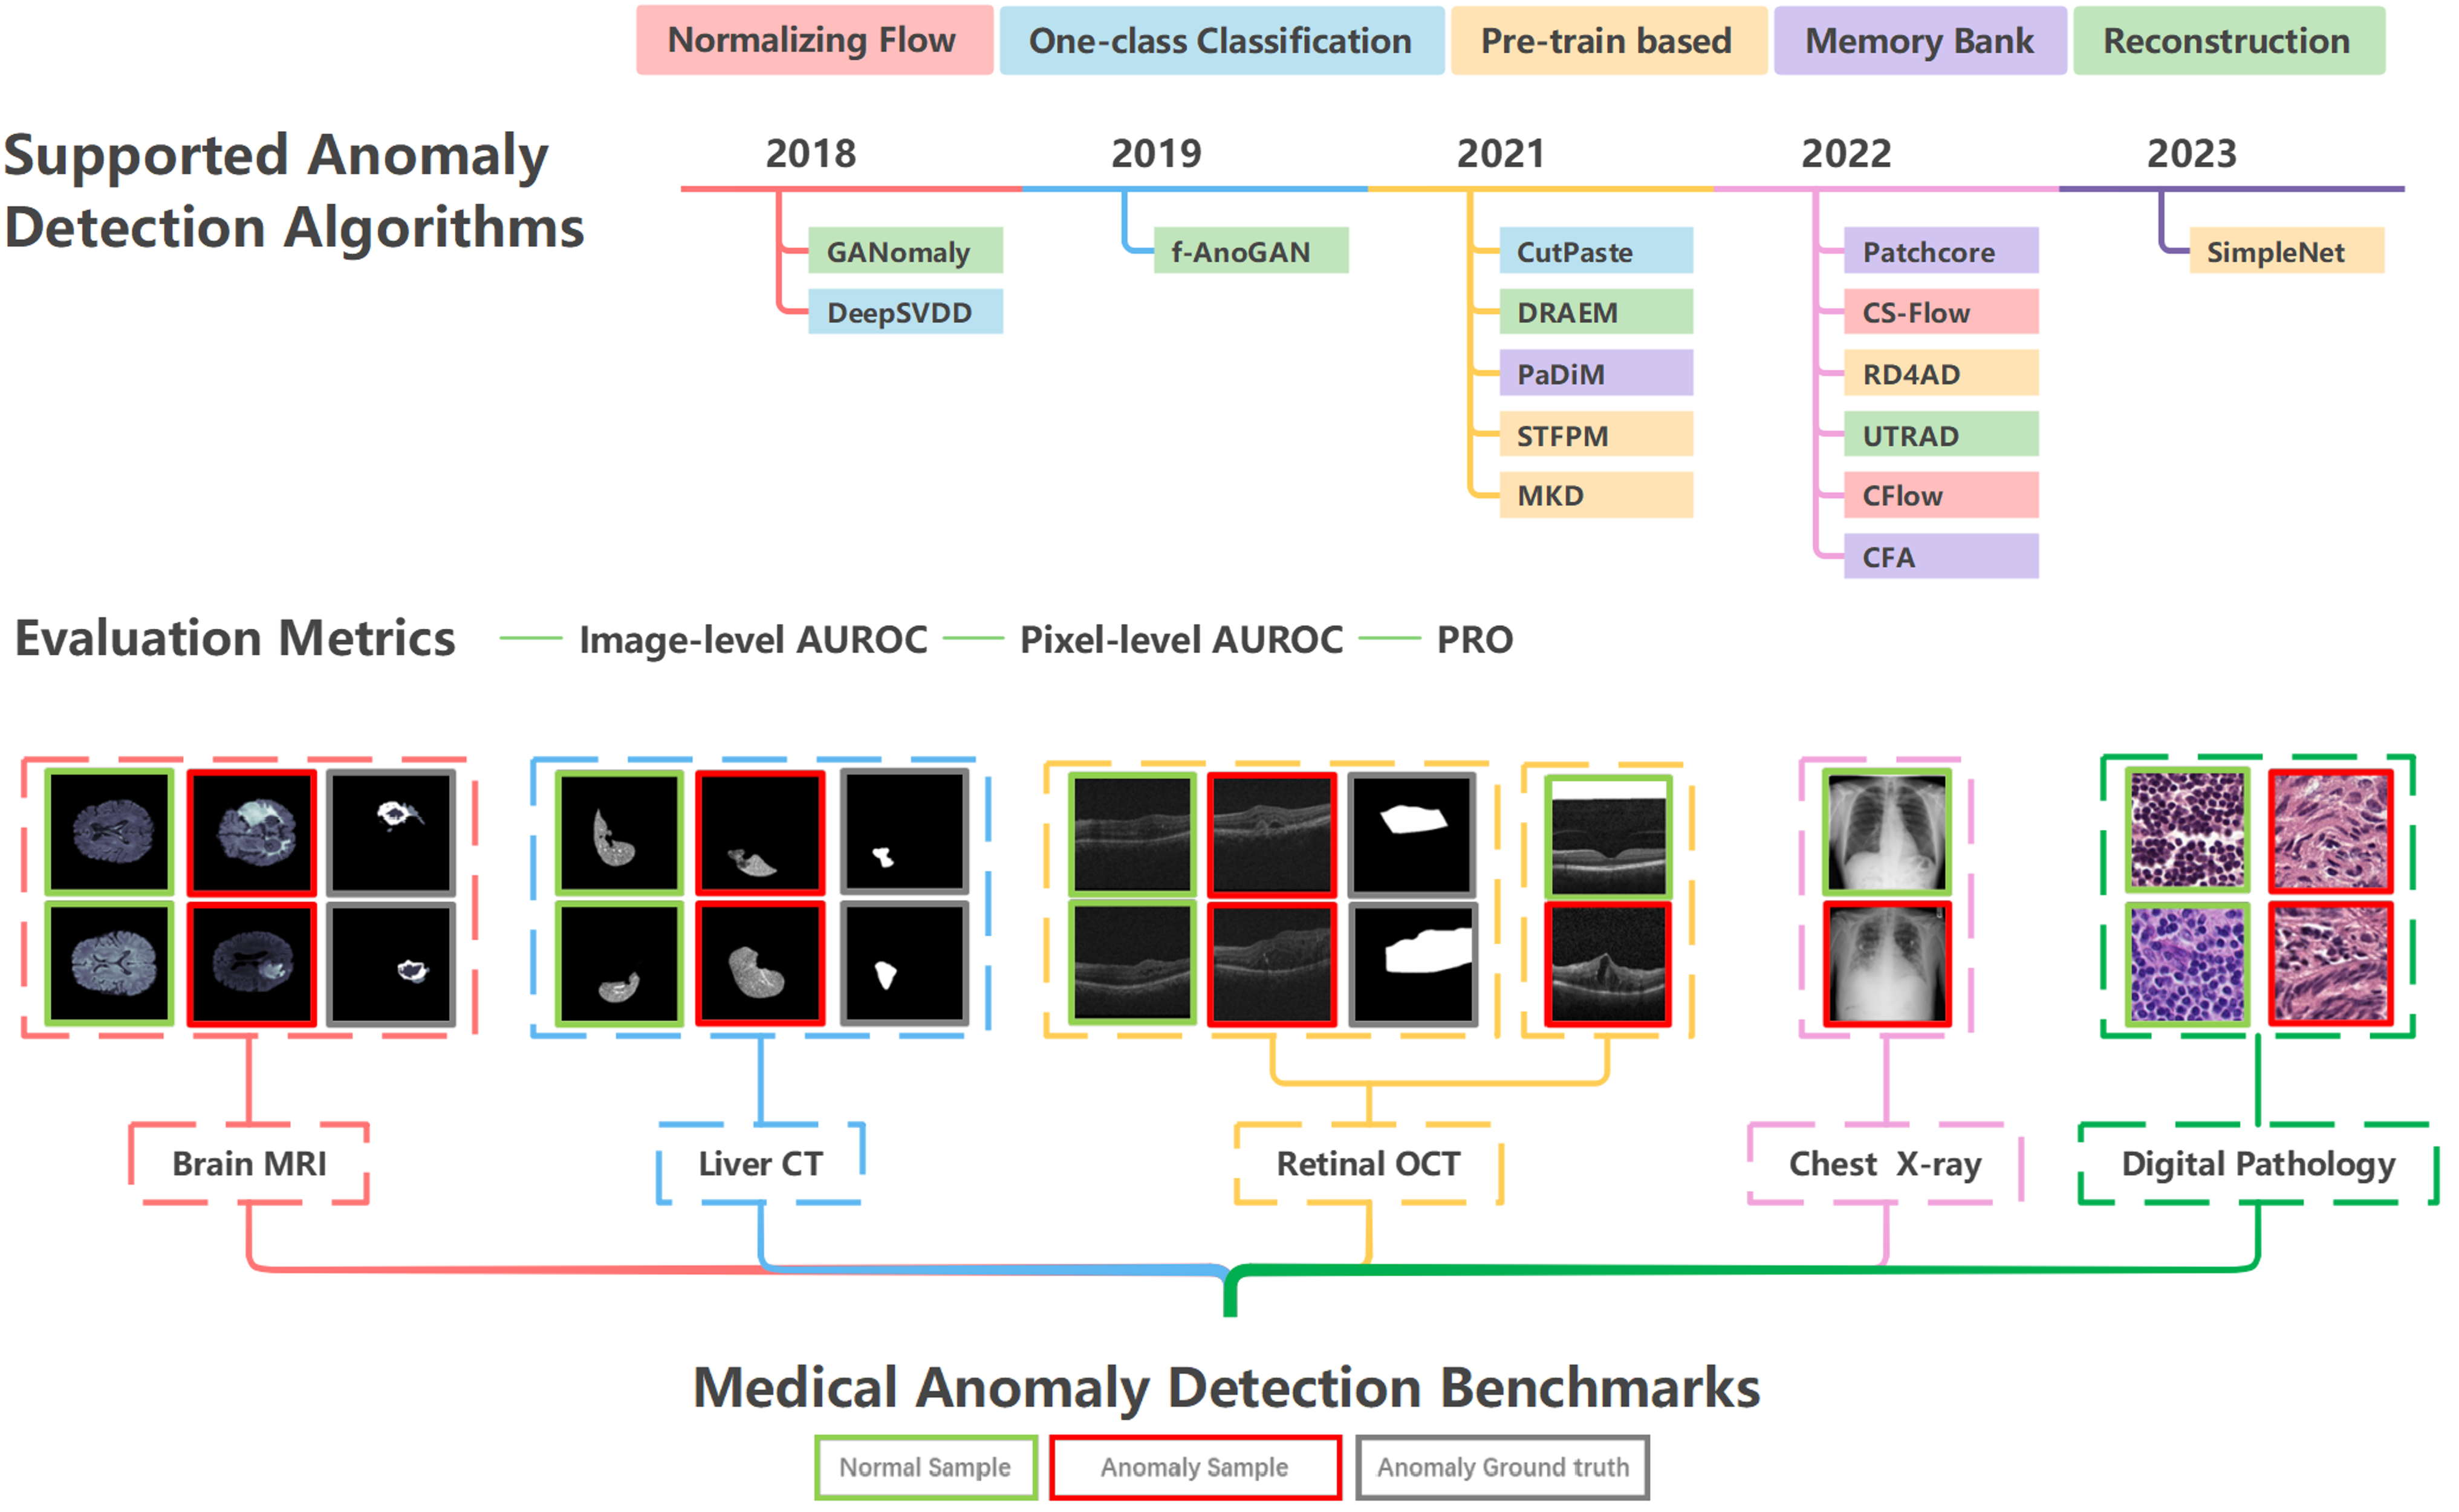 Normalizing Flow
One-class Classification
Pre-train based
Memory Bank
Reconstruction
Supported Anomaly
Detection Algorithms
2018
2019
2021
2022
2023
GANomaly
DeepSVDD
f-AnoGAN
CutPaste
DRAEM
PaDiM
STFPM
MKD
Patchcore
CS-Flow
RD4AD
UTRAD
CFlow
CFA
SimpleNet
Evaluation Metrics
Image-level AUROC
Pixel-level AUROC
PRO
Brain MRI
Liver CT
Retinal OCT
Chest X-ray
Digital Pathology
Medical Anomaly Detection Benchmarks
Normal Sample
Anomaly Sample
Anomaly Ground truth